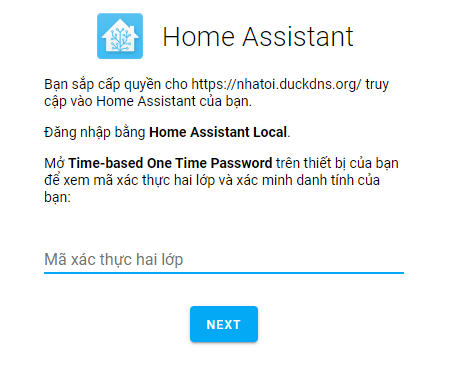 Home Assistant
Bạn sắp cấp quyền cho https://nhatoi.duckdns.org/ truy
cập vào Home Assistant của bạn.
Đăng nhập bằng Home Assistant Local.
Mở Time-based One Time Password trên thiết bị của bạn
để xem mã xác thực hai lớp và xác minh danh tính của
bạn:
Mã xác thực hai lớp
NEXT